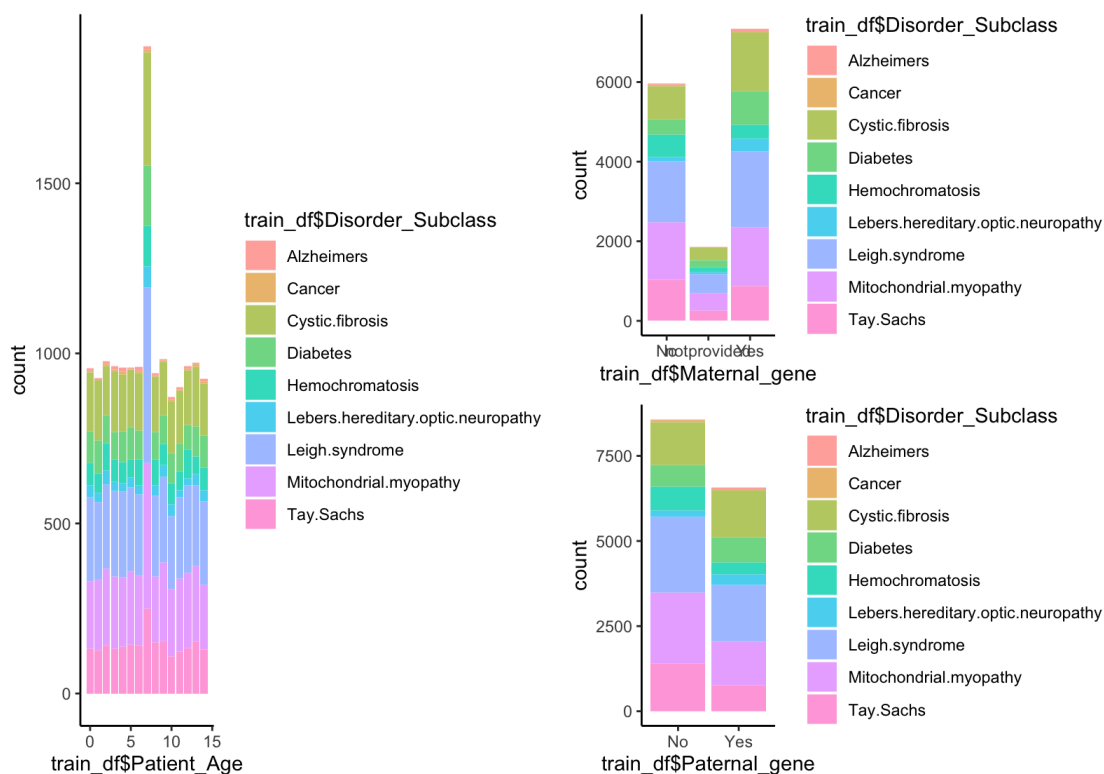 1500
1000
500
0
count
0 5 10 15
train_df$Patient_Age
train_df$Disorder_Subclass
Alzheimers
Cancer
Cystic.fibrosis
Diabetes
Hemochromatosis
Lebers.hereditary.optic.neuropathy
Leigh.syndrome
Mitochondrial.myopathy
Tay.Sachs
6000
4000
2000
0
count
No notprovided Yes
train_df$Maternal_gene
train_df$Disorder_Subclass
Alzheimers
Cancer
Cystic.fibrosis
Diabetes
Hemochromatosis
Lebers.hereditary.optic.neuropathy
Leigh.syndrome
Mitochondrial.myopathy
Tay.Sachs
7500
5000
2500
0
count
No Yes
train_df$Paternal_gene
train_df$Disorder_Subclass
Alzheimers
Cancer
Cystic.fibrosis
Diabetes
Hemochromatosis
Lebers.hereditary.optic.neuropathy
Leigh.syndrome
Mitochondrial.myopathy
Tay.Sachs